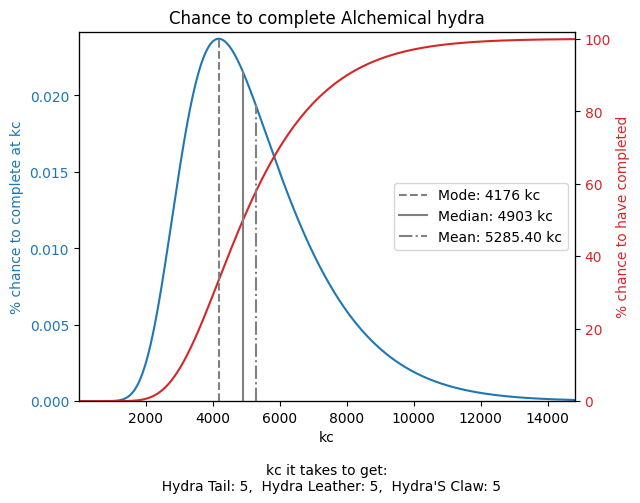 Chance to complete Alchemical hydra
% chance to complete at kc
0.020
0.015
0.010
0.005
0.000
Mode: 4176 kc
Median: 4903 kc
Mean: 5285.40 kc
100
80
60
40
20
0
% chance to have completed
2000 4000 6000 8000 10000 12000 14000
kc
kc it takes to get:
Hydra Tail: 5,  Hydra Leather: 5,  Hydra'S Claw: 5